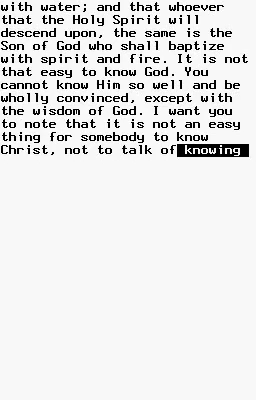 with water; and that whoever
that the Holy Spirit will
descend upon, the same is the
Son of God who shall baptize
with spirit and fire. It is not
that easy to know God. You
cannot know Him so well and be
wholly convinced, except with
the wisdom of God. I want you
to note that it is not an easy
thing for somebody to know
Christ, not to talk of knowing